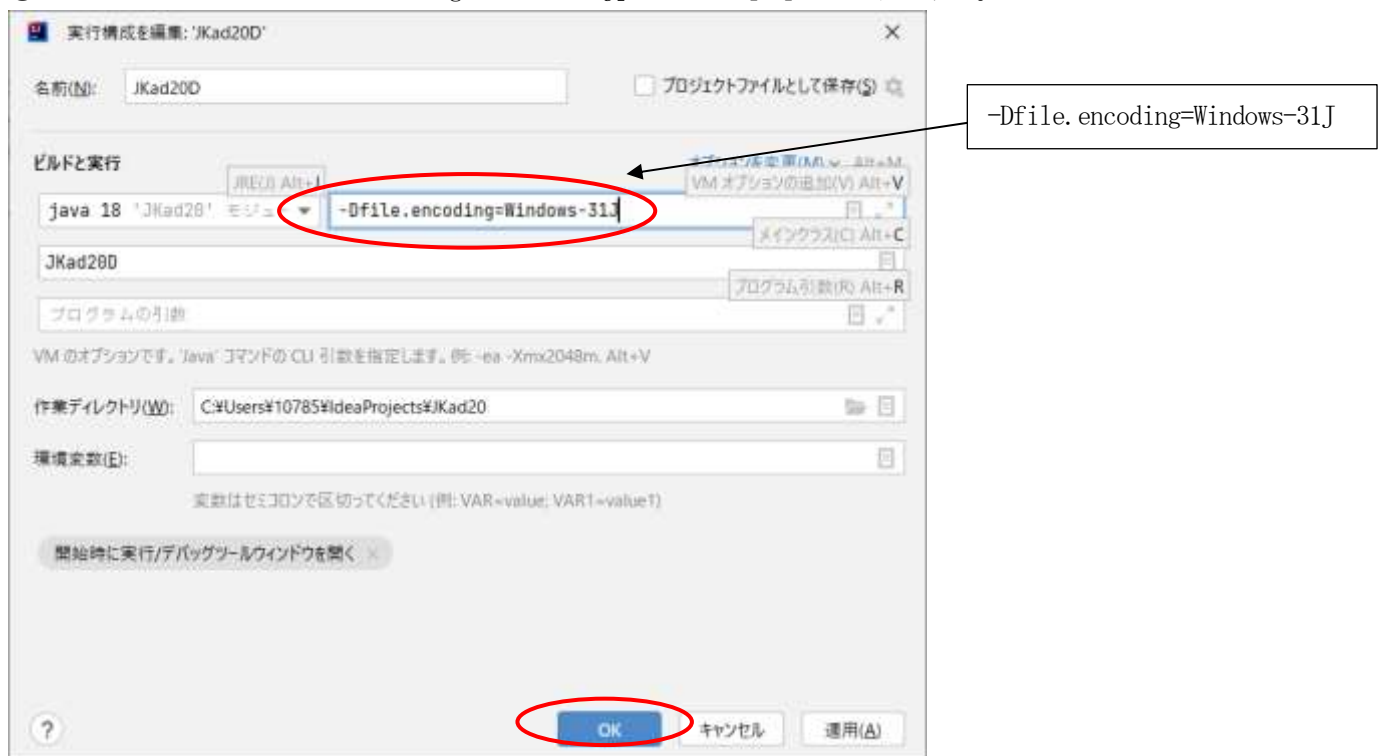 実行構成を編集: 'JKad20D'
名前(N): JKad20D プロジェクトファイルとして保存(S)
-Dfile.encoding=Windows-31J
ビルドと実行 オプションを変更(M) Alt+M
JRE(J) Alt+J VM オプションの追加(V) Alt+V
java 18 'JKad20' モジュー -Dfile.encoding=Windows-31J
メインクラス(C) Alt+C
JKad20D
プログラム引数(R) Alt+R
プログラムの引数
VM のオプションです。'Java' コマンドの CLI 引数を指定します。例: -ea -Xmx2048m. Alt+V
作業ディレクトリ(W): C:¥Users¥10785¥IdeaProjects¥JKad20
環境変数(E):
変数はセミコロンで区切ってください (例: VAR=value; VAR1=value1)
開始時に実行/デバッグツールウィンドウを開く ×
? OK キャンセル 適用(A)